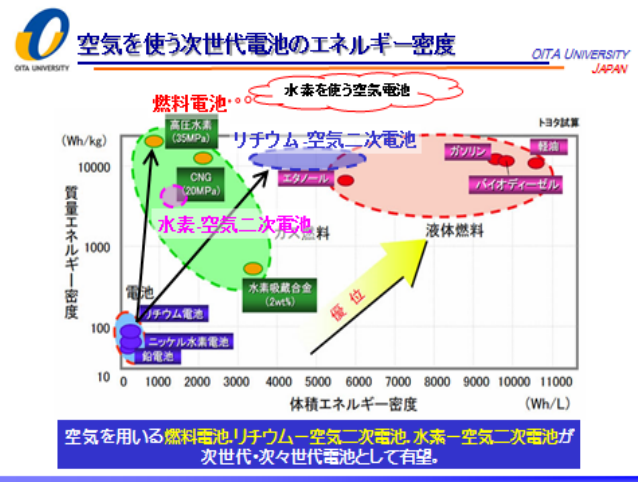 OITA UNIVERSITY
空気を使う次世代電池のエネルギー密度
OITA UNIVERSITY
JAPAN
水素を使う空気電池
燃料電池・・・
トヨタ試算
(Wh/kg)
高圧水素
(35MPa)
リチウム-空気二次電池
ガソリン
軽油
CNG
(20MPa)
エタノール
バイオディーゼル
水素-空気二次電池
ガス燃料
液体燃料
質量エネルギー密度
10000
1000
100
10
電池
水素吸蔵合金
(2wt%)
優位
リチウム電池
ニッケル水素電池
鉛電池
0 1000 2000 3000 4000 5000 6000 7000 8000 9000 10000 11000
体積エネルギー密度
(Wh/L)
空気を用いる燃料電池.リチウムー空気二次電池.水素ー空気二次電池が
次世代・次々世代電池として有望。